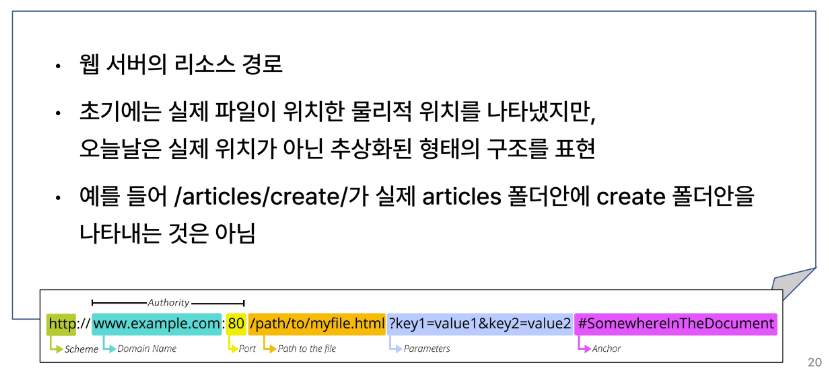 • 웹 서버의 리소스 경로
• 초기에는 실제 파일이 위치한 물리적 위치를 나타냈지만,
오늘날은 실제 위치가 아닌 추상화된 형태의 구조를 표현
• 예를 들어 /articles/create/가 실제 articles 폴더안에 create 폴더안을
나타내는 것은 아님
Authority
http://www.example.com:80/path/to/myfile.html?key1=value1&key2=value2#SomewhereInTheDocument
Scheme Domain Name Port Path to the file Parameters Anchor
20